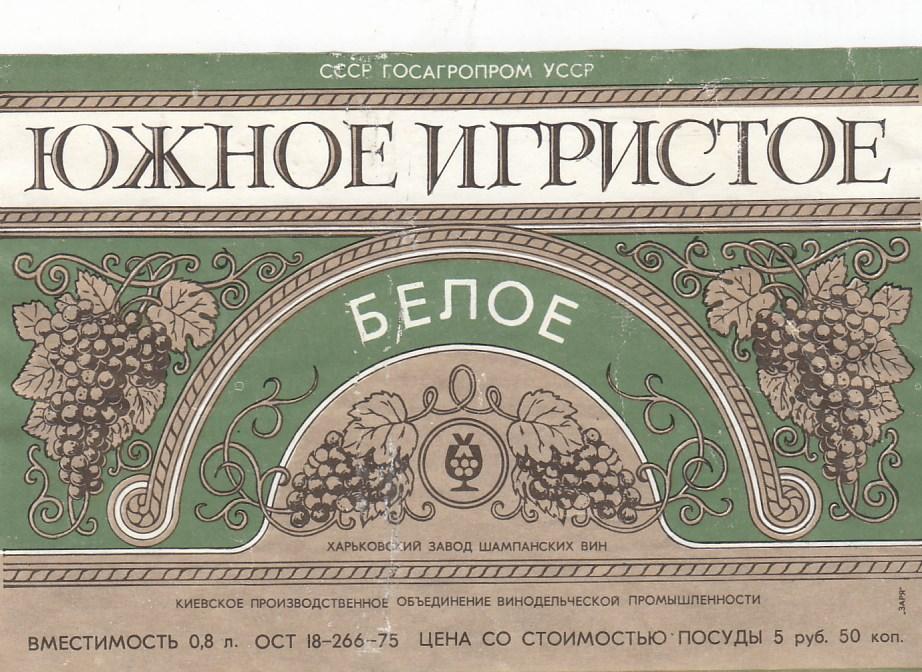 СССР ГОСАГРОПРОМ УССР
ЮЖНОЕ ИГРИСТОЕ
БЕЛОЕ
ХАРЬКОВСКИЙ ЗАВОД ШАМПАНСКИХ ВИН
КИЕВСКОЕ ПРОИЗВОДСТВЕННОЕ ОБЪЕДИНЕНИЕ ВИНОДЕЛЬЧЕСКОЙ ПРОМЫШЛЕННОСТИ
„ЗАРЯ"
ВМЕСТИМОСТЬ 0,8 л. ОСТ 18–266–75 ЦЕНА СО СТОИМОСТЬЮ ПОСУДЫ 5 руб. 50 коп.